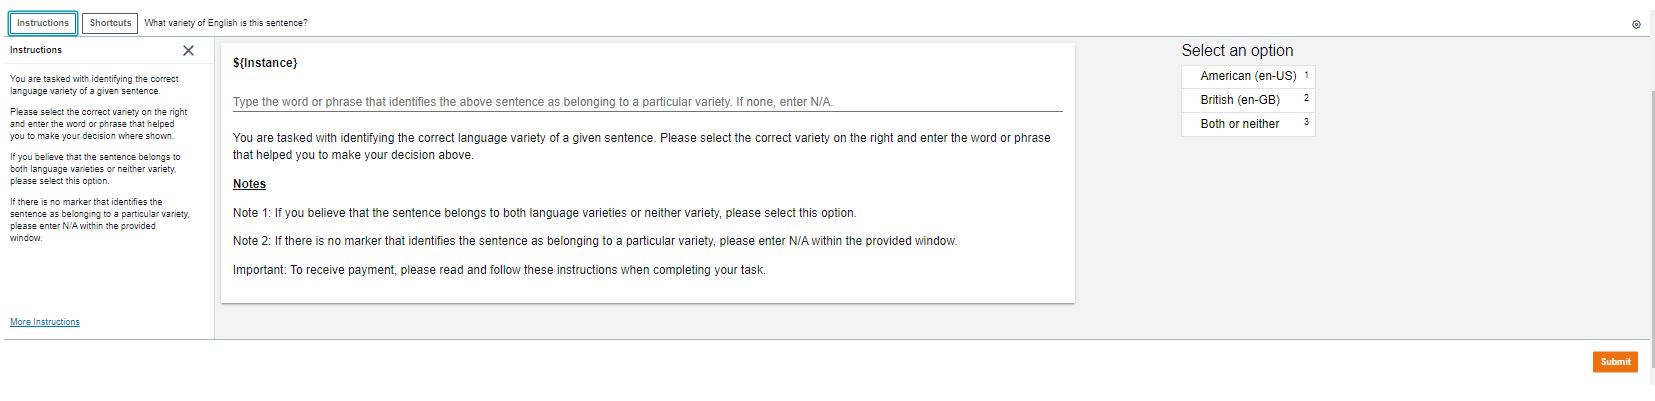 Instructions Shortcuts What variety of English is this sentence?
Instructions
You are tasked with identifying the correct
language variety of a given sentence.
Please select the correct variety on the right
and enter the word or phrase that helped
you to make your decision where shown.
If you believe that the sentence belongs to
both language varieties or neither variety,
please select this option.
If there is no marker that identifies the
sentence as belonging to a particular variety,
please enter N/A within the provided
window.
More Instructions
${Instance}
Type the word or phrase that identifies the above sentence as belonging to a particular variety. If none, enter N/A.
You are tasked with identifying the correct language variety of a given sentence. Please select the correct variety on the right and enter the word or phrase
that helped you to make your decision above.
Notes
Note 1: If you believe that the sentence belongs to both language varieties or neither variety, please select this option.
Note 2: If there is no marker that identifies the sentence as belonging to a particular variety, please enter N/A within the provided window.
Important: To receive payment, please read and follow these instructions when completing your task.
Select an option
American (en-US) 1
British (en-GB) 2
Both or neither 3
Submit